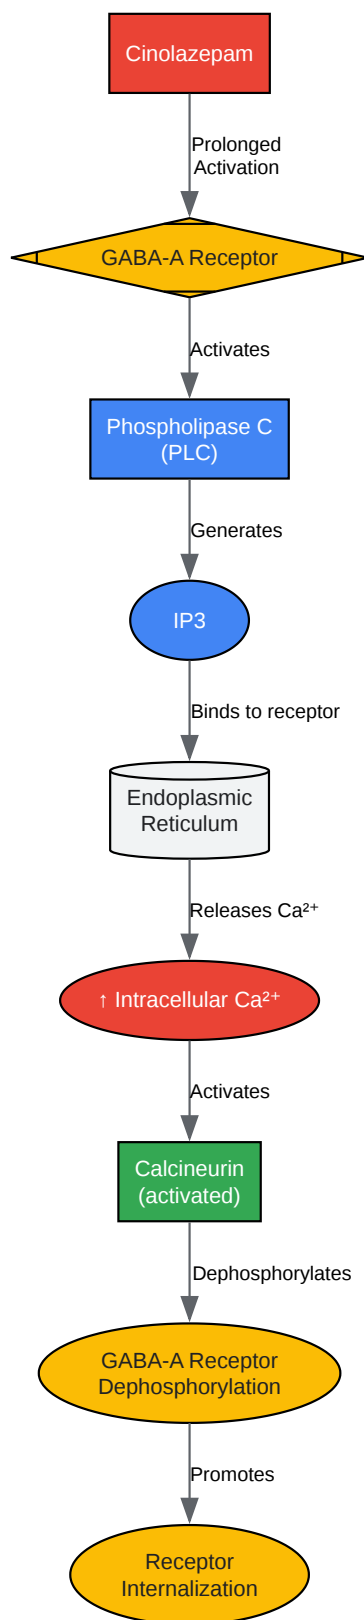 Cinolazepam
Prolonged
Activation
GABA-A Receptor
Activates
Phospholipase C
(PLC)
Generates
IP3
Binds to receptor
Endoplasmic
Reticulum
Releases Ca²⁺
↑ Intracellular Ca²⁺
Activates
Calcineurin
(activated)
Dephosphorylates
GABA-A Receptor
Dephosphorylation
Promotes
Receptor
Internalization